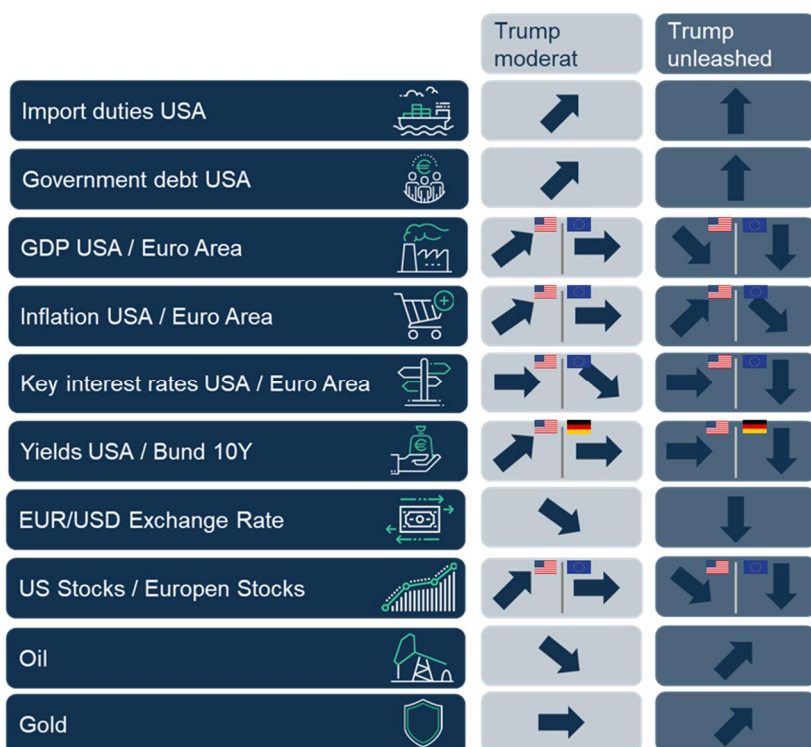 Trump
moderat
Trump
unleashed
Import duties USA
Government debt USA
GDP USA / Euro Area
Inflation USA / Euro Area
Key interest rates USA / Euro Area
Yields USA / Bund 10Y
EUR/USD Exchange Rate
US Stocks / Europen Stocks
Oil
Gold